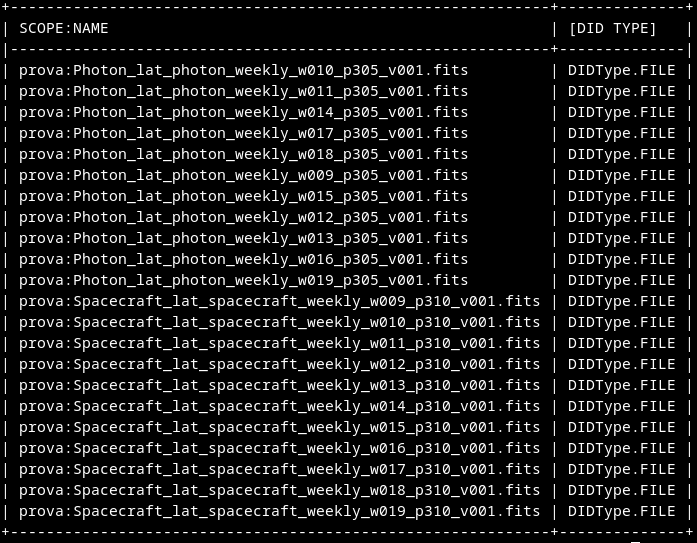 +------------------------------------------------------------+--------------+
| SCOPE:NAME                                                 | [DID TYPE]   |
|------------------------------------------------------------+--------------|
| prova:Photon_lat_photon_weekly_w010_p305_v001.fits         | DIDType.FILE |
| prova:Photon_lat_photon_weekly_w011_p305_v001.fits         | DIDType.FILE |
| prova:Photon_lat_photon_weekly_w014_p305_v001.fits         | DIDType.FILE |
| prova:Photon_lat_photon_weekly_w017_p305_v001.fits         | DIDType.FILE |
| prova:Photon_lat_photon_weekly_w018_p305_v001.fits         | DIDType.FILE |
| prova:Photon_lat_photon_weekly_w009_p305_v001.fits         | DIDType.FILE |
| prova:Photon_lat_photon_weekly_w015_p305_v001.fits         | DIDType.FILE |
| prova:Photon_lat_photon_weekly_w012_p305_v001.fits         | DIDType.FILE |
| prova:Photon_lat_photon_weekly_w013_p305_v001.fits         | DIDType.FILE |
| prova:Photon_lat_photon_weekly_w016_p305_v001.fits         | DIDType.FILE |
| prova:Photon_lat_photon_weekly_w019_p305_v001.fits         | DIDType.FILE |
| prova:Spacecraft_lat_spacecraft_weekly_w009_p310_v001.fits | DIDType.FILE |
| prova:Spacecraft_lat_spacecraft_weekly_w010_p310_v001.fits | DIDType.FILE |
| prova:Spacecraft_lat_spacecraft_weekly_w011_p310_v001.fits | DIDType.FILE |
| prova:Spacecraft_lat_spacecraft_weekly_w012_p310_v001.fits | DIDType.FILE |
| prova:Spacecraft_lat_spacecraft_weekly_w013_p310_v001.fits | DIDType.FILE |
| prova:Spacecraft_lat_spacecraft_weekly_w014_p310_v001.fits | DIDType.FILE |
| prova:Spacecraft_lat_spacecraft_weekly_w015_p310_v001.fits | DIDType.FILE |
| prova:Spacecraft_lat_spacecraft_weekly_w016_p310_v001.fits | DIDType.FILE |
| prova:Spacecraft_lat_spacecraft_weekly_w017_p310_v001.fits | DIDType.FILE |
| prova:Spacecraft_lat_spacecraft_weekly_w018_p310_v001.fits | DIDType.FILE |
| prova:Spacecraft_lat_spacecraft_weekly_w019_p310_v001.fits | DIDType.FILE |
+------------------------------------------------------------+--------------+